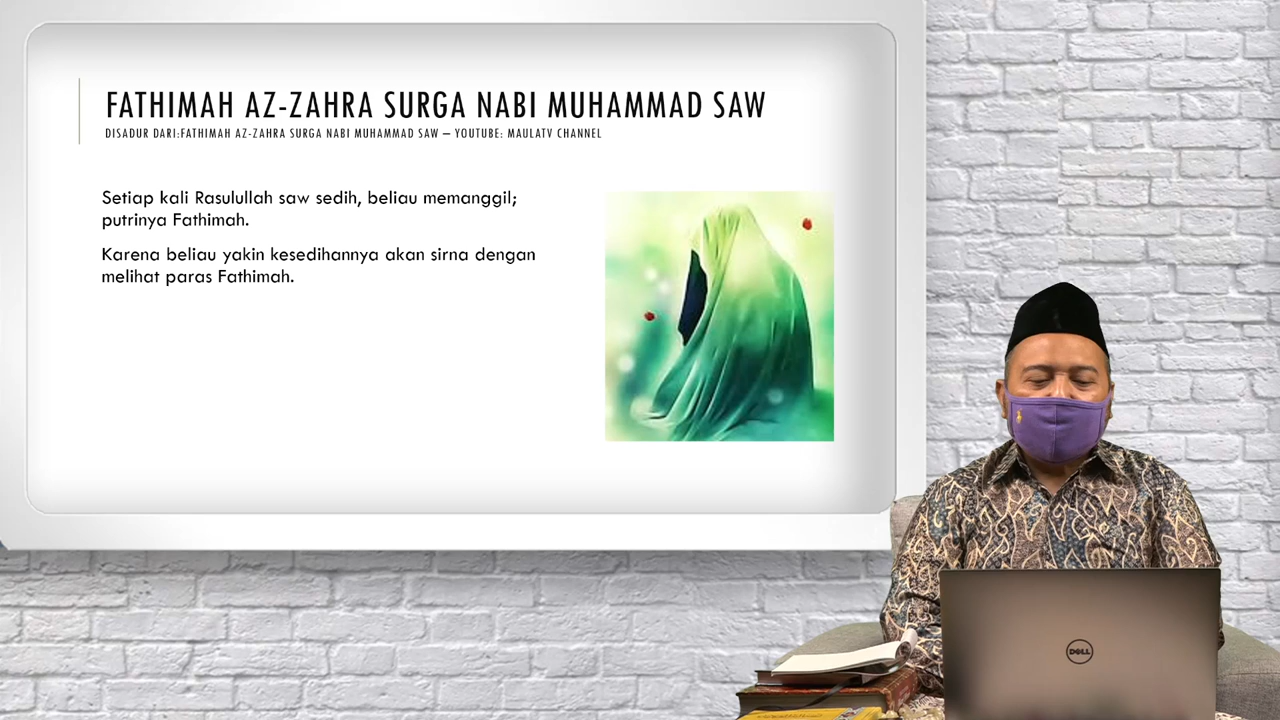 FATHIMAH AZ-ZAHRA SURGA NABI MUHAMMAD SAW
DISADUR DARI:FATHIMAH AZ-ZAHRA SURGA NABI MUHAMMAD SAW – YOUTUBE: MAULATV CHANNEL
Setiap kali Rasulullah saw sedih, beliau memanggil;
putrinya Fathimah.
Karena beliau yakin kesedihannya akan sirna dengan
melihat paras Fathimah.
DELL